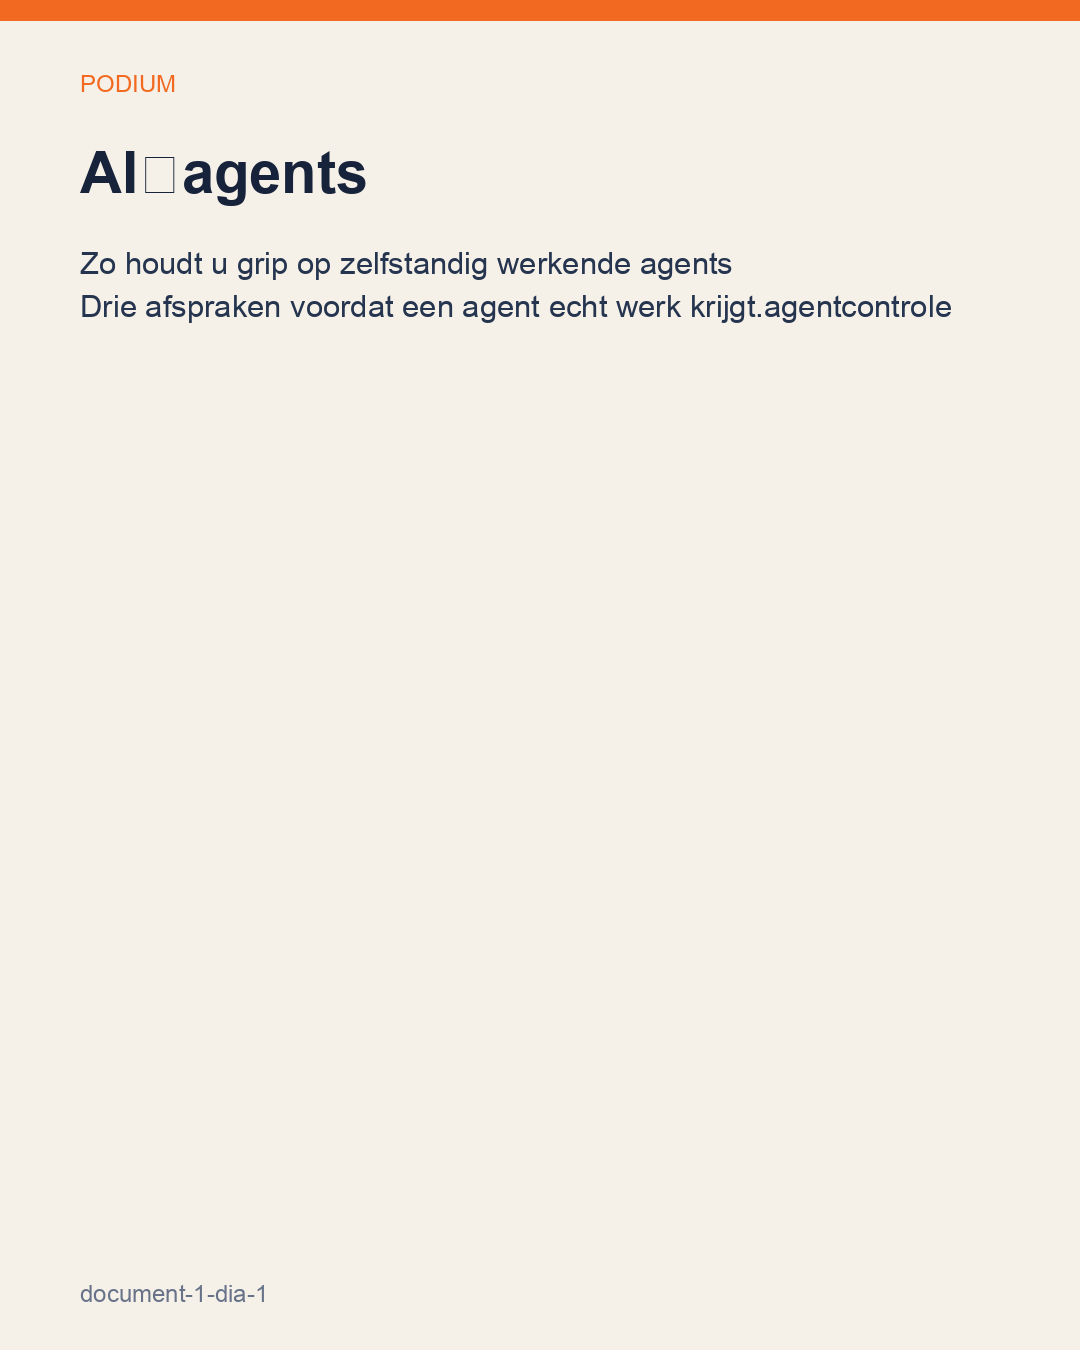 PODIUM
AI□agents
Zo houdt u grip op zelfstandig werkende agents
Drie afspraken voordat een agent echt werk krijgt.agentcontrole
document-1-dia-1